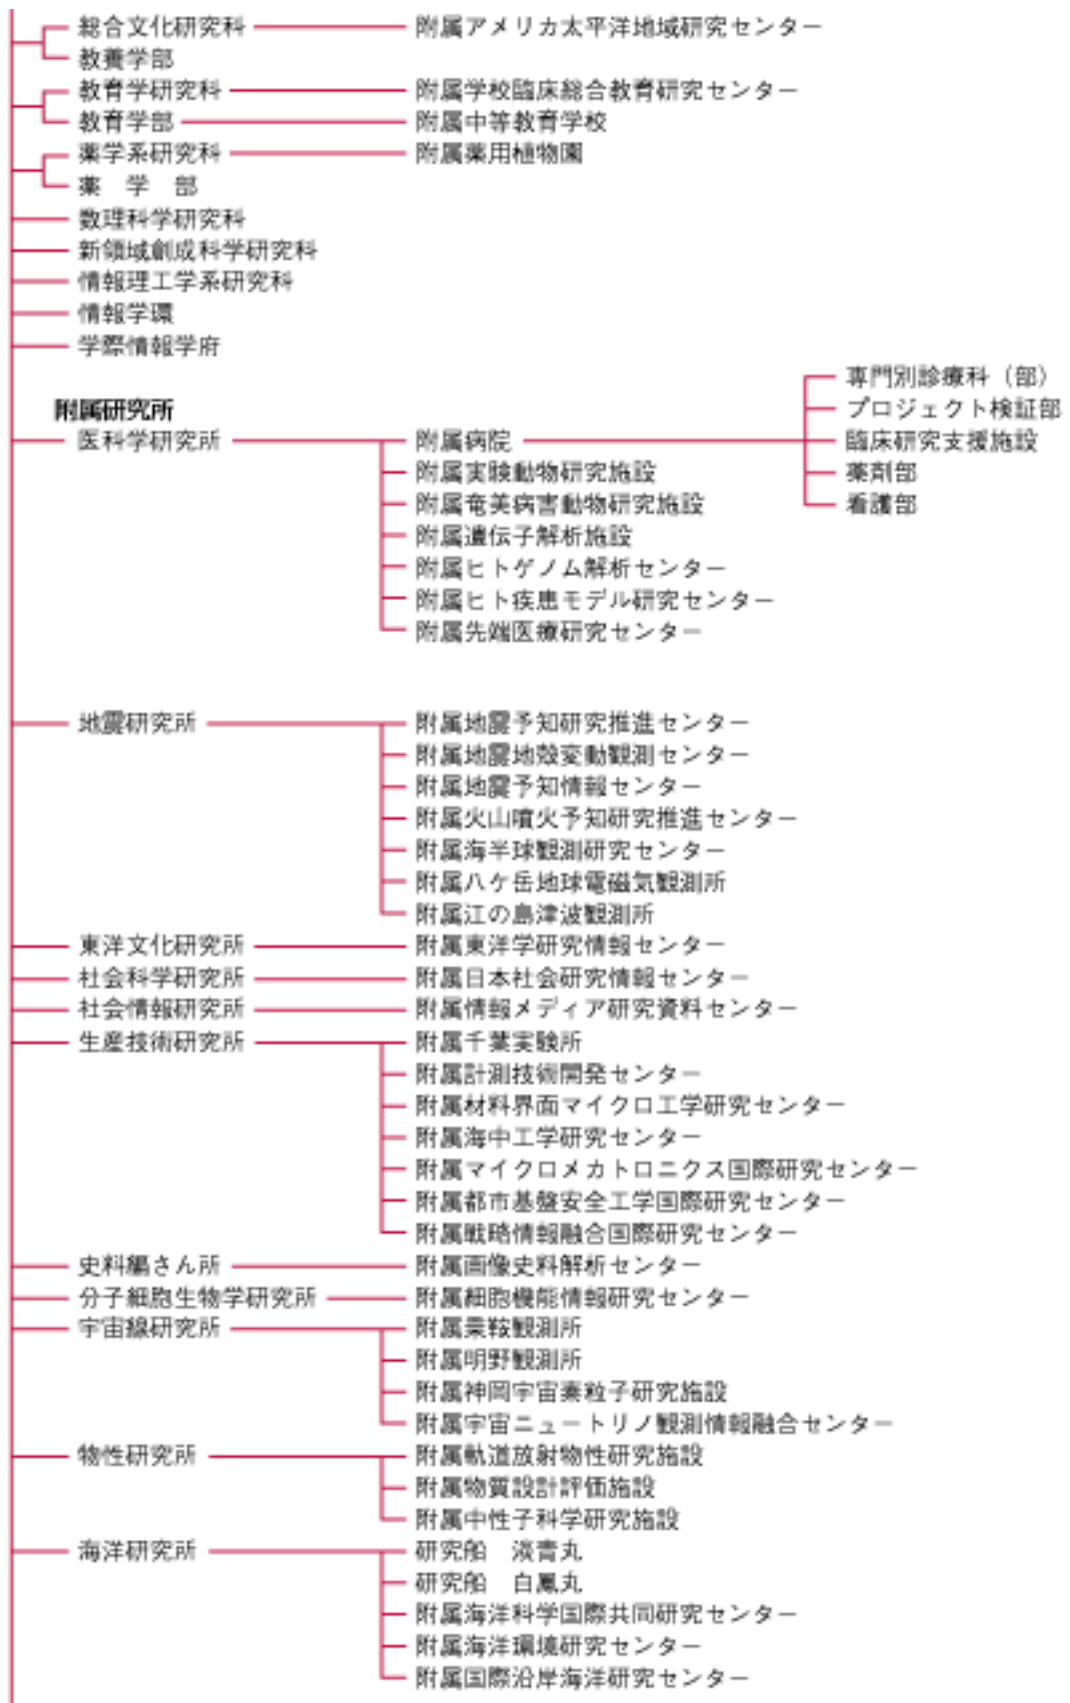 総合文化研究科 附属アメリカ太平洋地域研究センター
教養学部
教育学研究科 附属学校臨床総合教育研究センター
教育学部 附属中等教育学校
薬学系研究科 附属薬用植物園
薬　学　部
数理科学研究科
新領域創成科学研究科
情報理工学系研究科
情報学環
学際情報学府
専門別診療科（部）
附属研究所 プロジェクト検証部
医科学研究所 附属病院 臨床研究支援施設
附属実験動物研究施設 薬剤部
附属奄美病害動物研究施設 看護部
附属遺伝子解析施設
附属ヒトゲノム解析センター
附属ヒト疾患モデル研究センター
附属先端医療研究センター
地震研究所 附属地震予知研究推進センター
附属地震地殻変動観測センター
附属地震予知情報センター
附属火山噴火予知研究推進センター
附属海半球観測研究センター
附属八ケ岳地球電磁気観測所
附属江の島津波観測所
東洋文化研究所 附属東洋学研究情報センター
社会科学研究所 附属日本社会研究情報センター
社会情報研究所 附属情報メディア研究資料センター
生産技術研究所 附属千葉実験所
附属計測技術開発センター
附属材料界面マイクロ工学研究センター
附属海中工学研究センター
附属マイクロメカトロニクス国際研究センター
附属都市基盤安全工学国際研究センター
附属戦略情報融合国際研究センター
史料編さん所 附属画像史料解析センター
分子細胞生物学研究所 附属細胞機能情報研究センター
宇宙線研究所 附属乗鞍観測所
附属明野観測所
附属神岡宇宙素粒子研究施設
附属宇宙ニュートリノ観測情報融合センター
物性研究所 附属軌道放射物性研究施設
附属物質設計評価施設
附属中性子科学研究施設
海洋研究所 研究船　淡青丸
研究船　白鳳丸
附属海洋科学国際共同研究センター
附属海洋環境研究センター
附属国際沿岸海洋研究センター